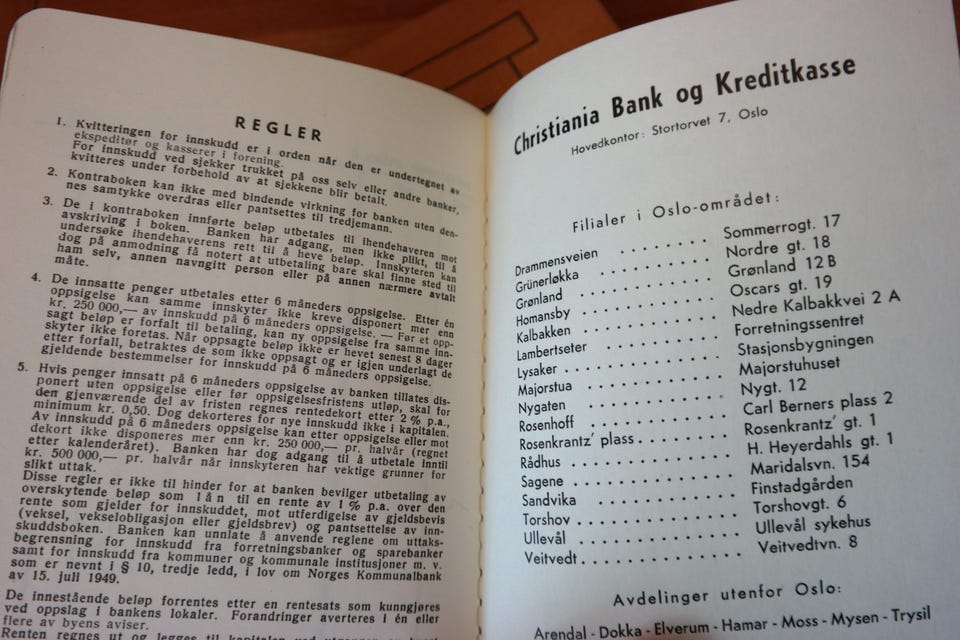 REGLER
1. Kvitteringen for innskudd er i orden når den er undertegnet av
ekspeditør og kasserer i forening.
For innskudd ved sjekker trukket på oss selv eller andre banker,
kvitteres under forbehold av at sjekkene blir betalt.
2. Kontraboken kan ikke med bindende virkning for banken uten den-
nes samtykke overdras eller pantsettes til tredjemann.
3. De i kontraboken innførte beløp utbetales til ihendehaveren mot
avskriving i boken. Banken har adgang, men ikke plikt, til å
undersøke ihendehaverens rett til å heve beløp. Innskyteren kan
dog på anmodning få notert at utbetaling bare skal finne sted til
ham selv, annen navngitt person eller på annen nærmere avtalt
måte.
4. De innsatte penger utbetales etter 6 måneders oppsigelse. Etter én
oppsigelse kan samme innskyter ikke kreve disponert mer enn
kr. 250 000,— av innskudd på 6 måneders oppsigelse. — Før et opp-
sagt beløp er forfalt til betaling, kan ny oppsigelse fra samme inn-
skyter ikke foretas. Når oppsagte beløp ikke er hevet senest 8 dager
etter forfall, betraktes de som ikke oppsagt og er igjen underlagt de
gjeldende bestemmelser for innskudd på 6 måneders oppsigelse.
5. Hvis penger innsatt på 6 måneders oppsigelse av banken tillates dis-
ponert uten oppsigelse eller før oppsigelsesfristens utløp, skal for
den gjenværende del av fristen regnes rentedekort etter 2 % p.a.,
minimum kr. 0,50. Dog dekorteres for nye innskudd ikke i kapitalen.
Av innskudd på 6 måneders oppsigelse kan etter oppsigelse eller mot
dekort ikke disponeres mer enn kr. 250 000,— pr. halvår (regnet
etter kalenderåret). Banken har dog adgang til å utbetale inntil
kr. 500 000,— pr. halvår når innskyteren har vektige grunner for
slikt uttak.
Disse regler er ikke til hinder for at banken bevilger utbetaling av
overskytende beløp som lån til en rente av 1 % p.a. over den
rente som gjelder for innskuddet, mot utferdigelse av gjeldsbevis
(veksel, vekselobligasjon eller gjeldsbrev) og pantsettelse av inn-
skuddsboken. Banken kan unnlate å anvende reglene om uttaks-
begrensning for innskudd fra forretningsbanker og sparebanker
samt for innskudd fra kommuner og kommunale institusjoner m. v.
som er nevnt i § 10, tredje ledd, i lov om Norges Kommunalbank
av 15. juli 1949.
De innestående beløp forrentes etter en rentesats som kunngjøres
ved oppslag i bankens lokaler. Forandringer averteres i én eller
flere av byens aviser.
Renten regnes ut og legges til kapitalen ved
Christiania Bank og Kreditkasse
Hovedkontor: Stortorvet 7, Oslo
Filialer i Oslo-området:
Drammensveien . . . . . . . Sommerrogt. 17
Grünerløkka . . . . . . . . . Nordre gt. 18
Grønland . . . . . . . . . . . Grønland 12 B
Homansby . . . . . . . . . . Oscars gt. 19
Kalbakken . . . . . . . . . . Nedre Kalbakkvei 2 A
Lambertseter . . . . . . . . Forretningssentret
Lysaker . . . . . . . . . . . . Stasjonsbygningen
Majorstua . . . . . . . . . . Majorstuhuset
Nygaten . . . . . . . . . . . Nygt. 12
Rosenhoff . . . . . . . . . . Carl Berners plass 2
Rosenkrantz' plass . . . . . Rosenkrantz' gt. 1
Rådhus . . . . . . . . . . . . H. Heyerdahls gt. 1
Sagene . . . . . . . . . . . . Maridalsvn. 154
Sandvika . . . . . . . . . . . Finstadgården
Torshov . . . . . . . . . . . . Torshovgt. 6
Ullevål . . . . . . . . . . . . Ullevål sykehus
Veitvedt . . . . . . . . . . . . Veitvedtvn. 8
Avdelinger utenfor Oslo:
Arendal - Dokka - Elverum - Hamar - Moss - Mysen - Trysil